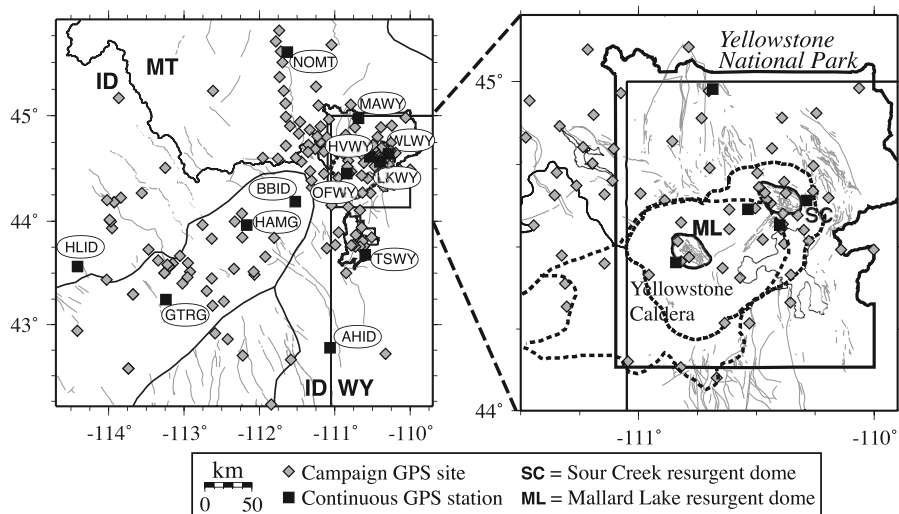 ID
MT
NOMT
MAWY
HVWY
WLWY
LKWY
OFWY
BBID
HAMG
HLID
TSWY
GTRG
AHID
ID WY
45°
44°
43°
-114°
-113°
-112°
-111°
-110°
Yellowstone
National Park
SC
ML
Yellowstone
Caldera
45°
44°
-111°
-110°
km
0 50
Campaign GPS site
Continuous GPS station
SC = Sour Creek resurgent dome
ML = Mallard Lake resurgent dome